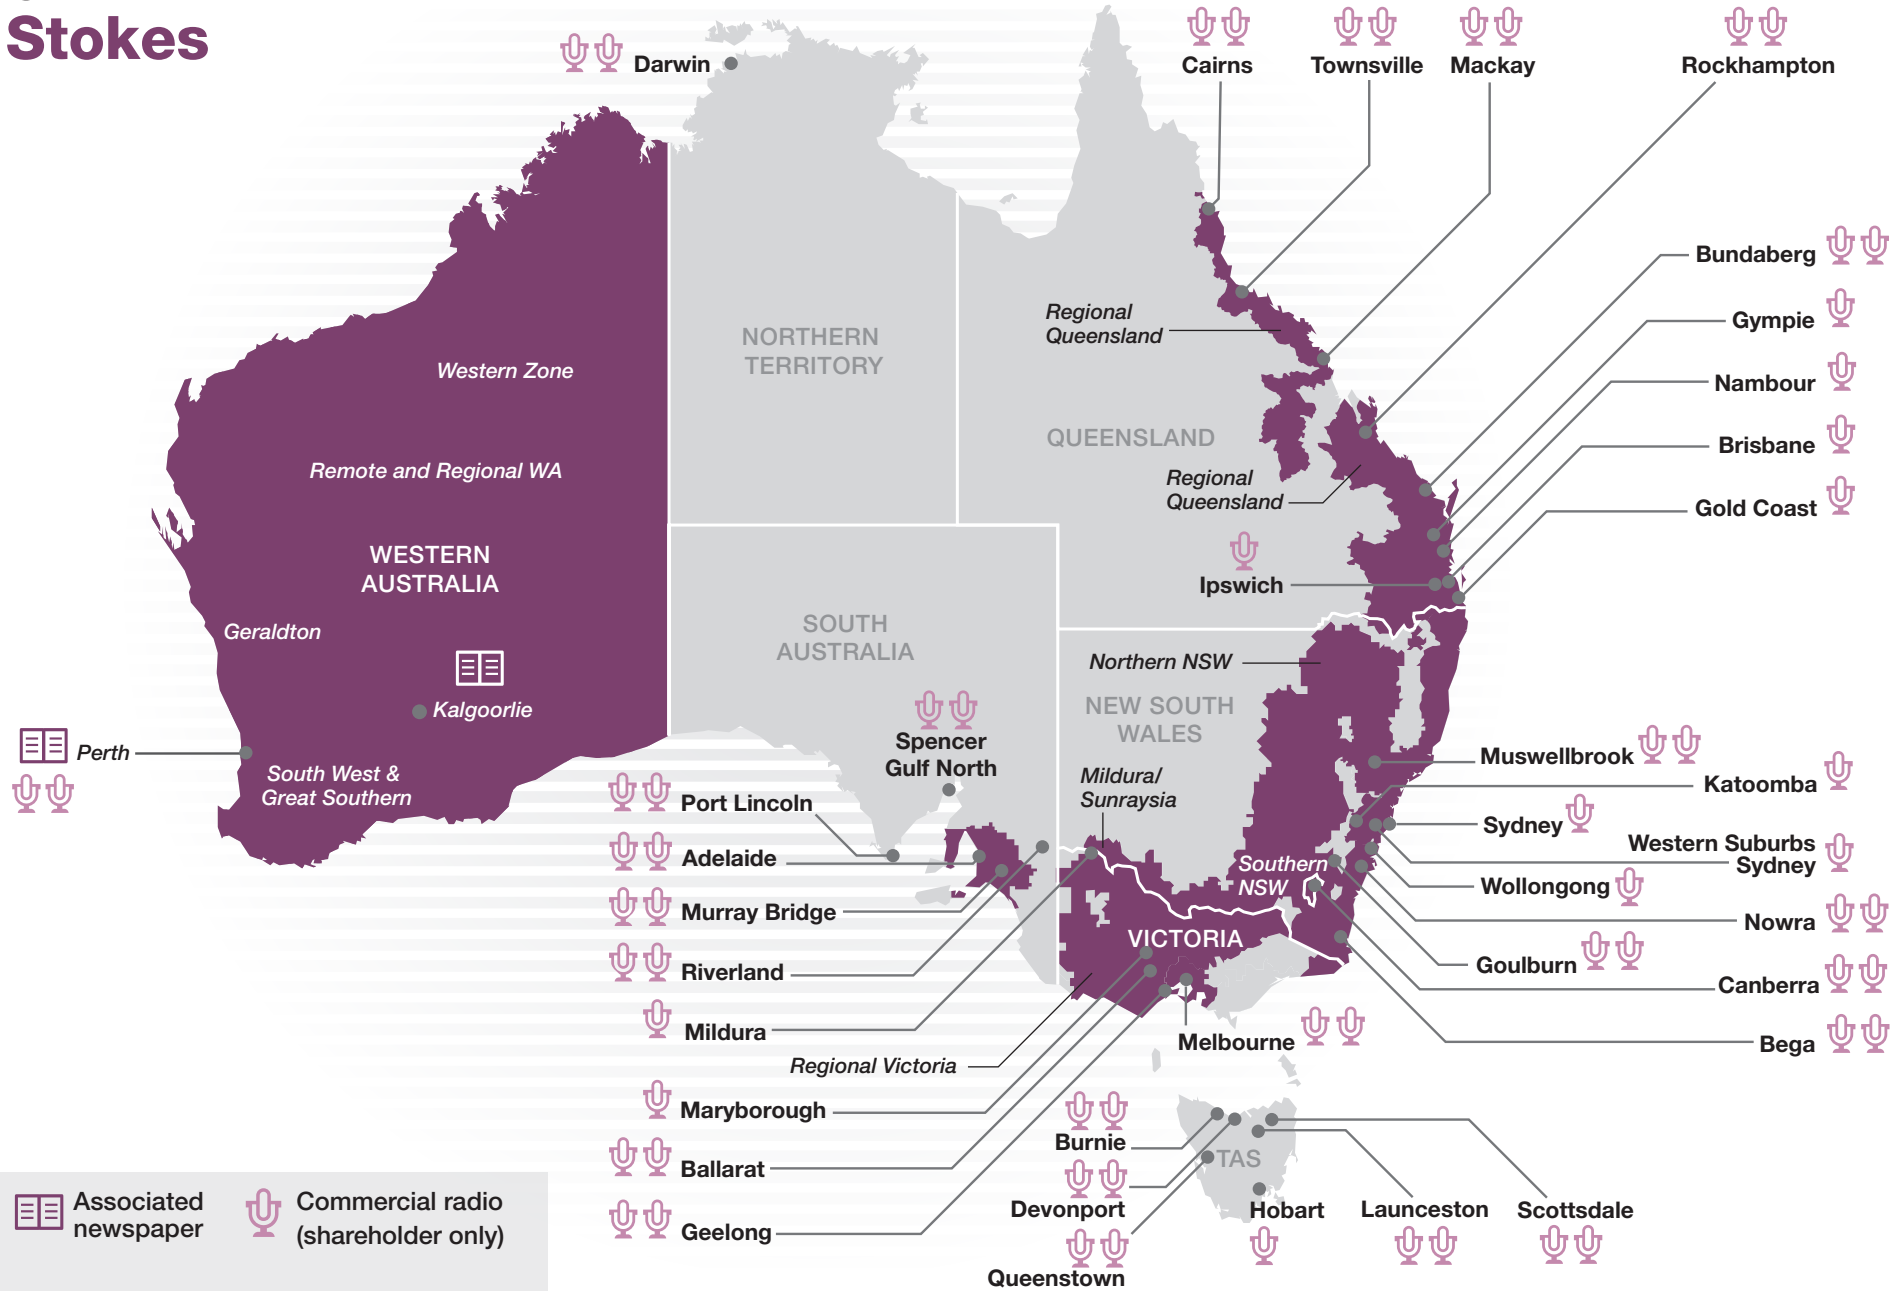 Stokes
Darwin
Cairns
Townsville
Mackay
Rockhampton
Bundaberg
Gympie
Nambour
Brisbane
Gold Coast
Regional
Queensland
NORTHERN
TERRITORY
Western Zone
QUEENSLAND
Remote and Regional WA
Regional
Queensland
WESTERN
AUSTRALIA
Ipswich
SOUTH
AUSTRALIA
Geraldton
Northern NSW
Kalgoorlie
NEW SOUTH
WALES
Perth
Spencer
Gulf North
South West &
Great Southern
Mildura/
Sunraysia
Muswellbrook
Katoomba
Port Lincoln
Sydney
Western Suburbs
Sydney
Adelaide
Southern
NSW
Wollongong
Murray Bridge
Nowra
VICTORIA
Riverland
Goulburn
Canberra
Mildura
Melbourne
Bega
Regional Victoria
Maryborough
Burnie
TAS
Ballarat
Devonport
Hobart
Launceston
Scottsdale
Geelong
Queenstown
Associated
newspaper
Commercial radio
(shareholder only)